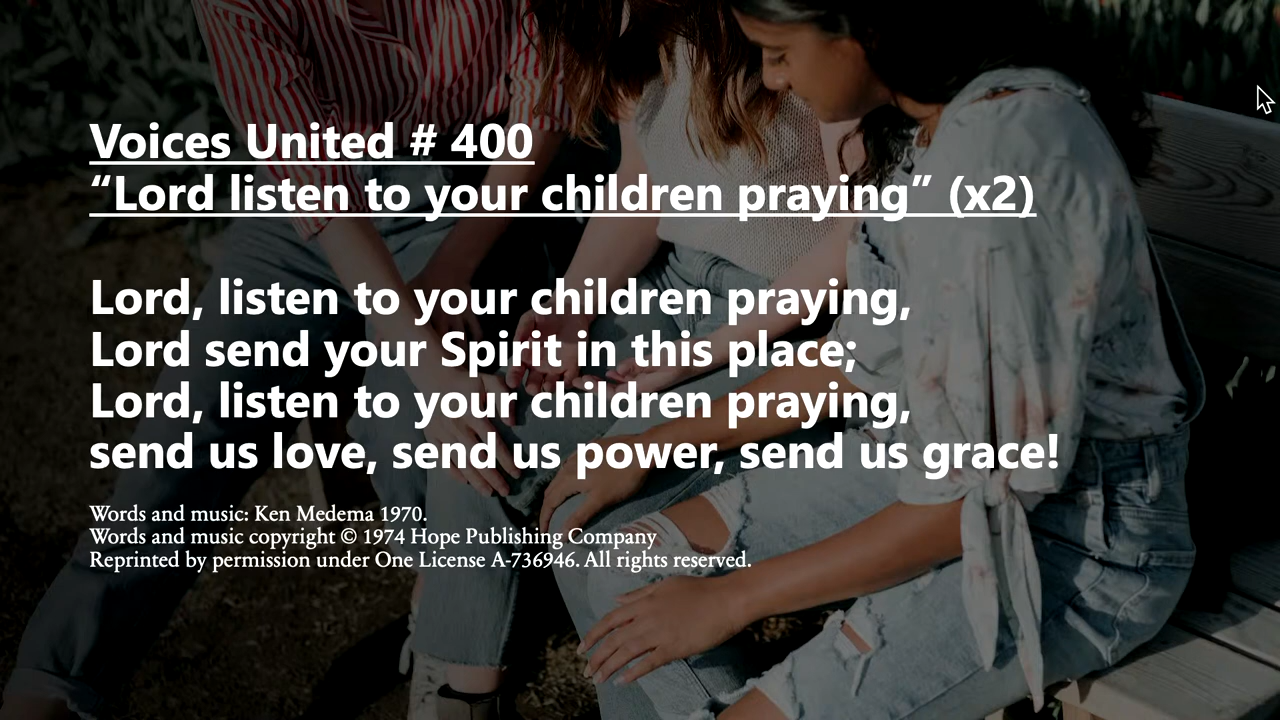 Voices United # 400
“Lord listen to your children praying” (x2)
Lord, listen to your children praying,
Lord send your Spirit in this place;
Lord, listen to your children praying,
send us love, send us power, send us grace!
Words and music: Ken Medema 1970.
Words and music copyright © 1974 Hope Publishing Company
Reprinted by permission under One License A-736946. All rights reserved.